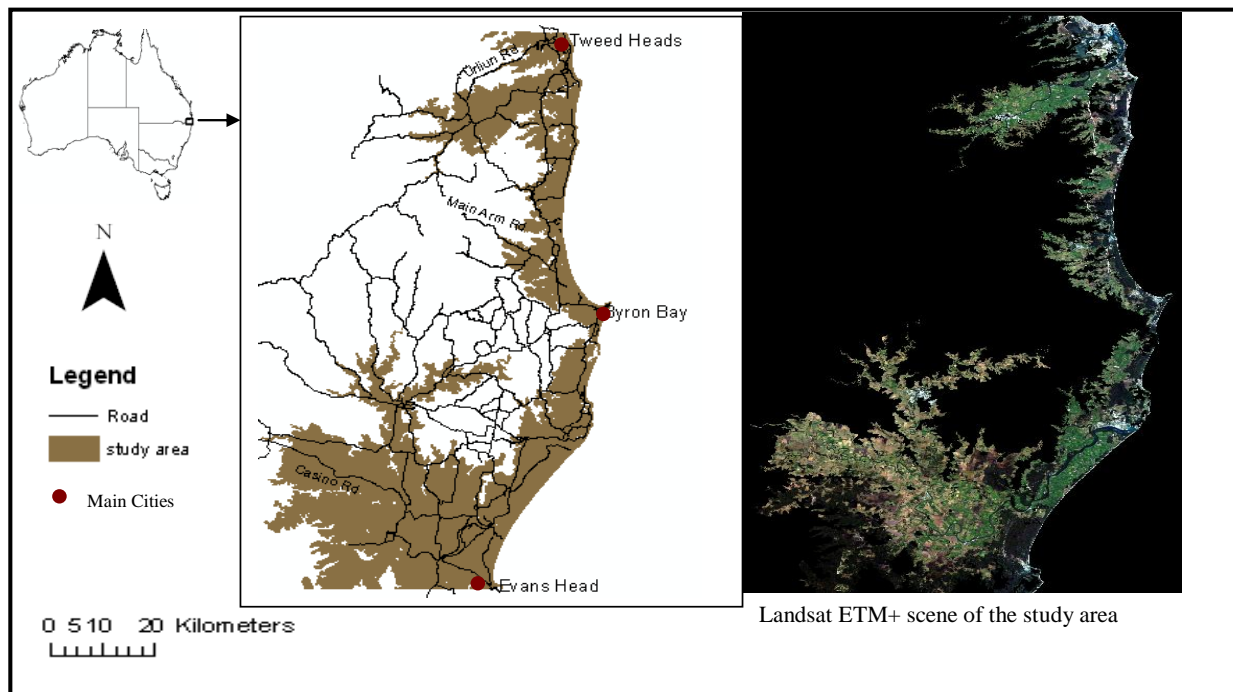 Tweed Heads
Urliun Rd
Main Arm Rd
Byron Bay
N
Legend
Road
study area
Main Cities
Casino Rd
Evans Head
0 5 10 20 Kilometers
Landsat ETM+ scene of the study area